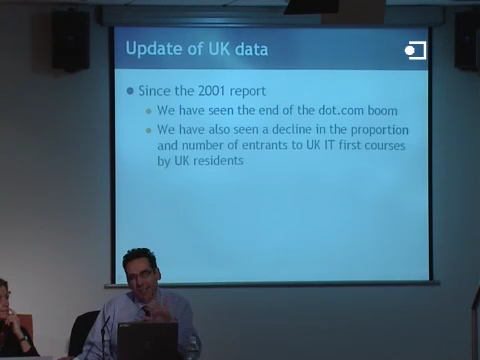 Update of UK data
Since the 2001 report
We have seen the end of the dot.com boom
We have also seen a decline in the proportion
and number of entrants to UK IT first courses
by UK residents